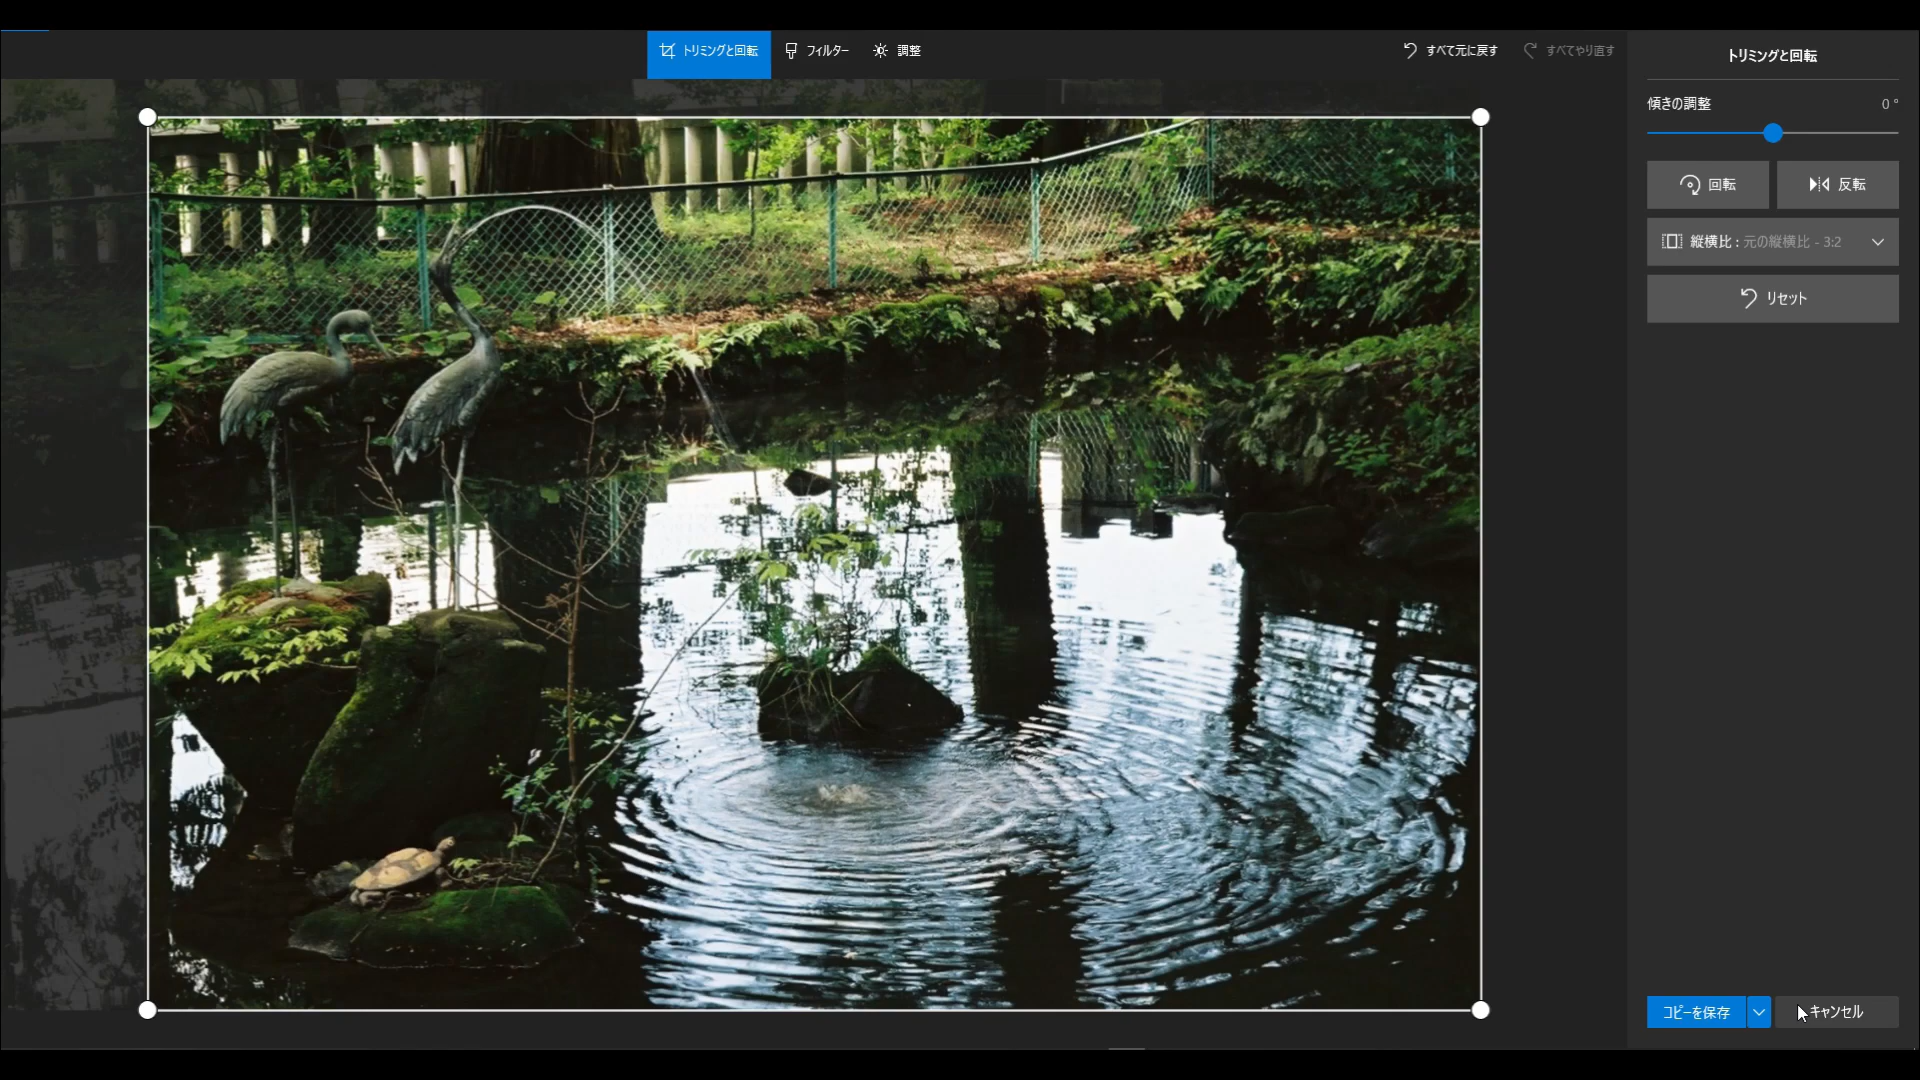 トリミングと回転
フィルター
調整
すべて元に戻す
すべてやり直す
トリミングと回転
傾きの調整
0 °
回転
反転
縦横比 : 元の縦横比 - 3:2
リセット
コピーを保存
キャンセル